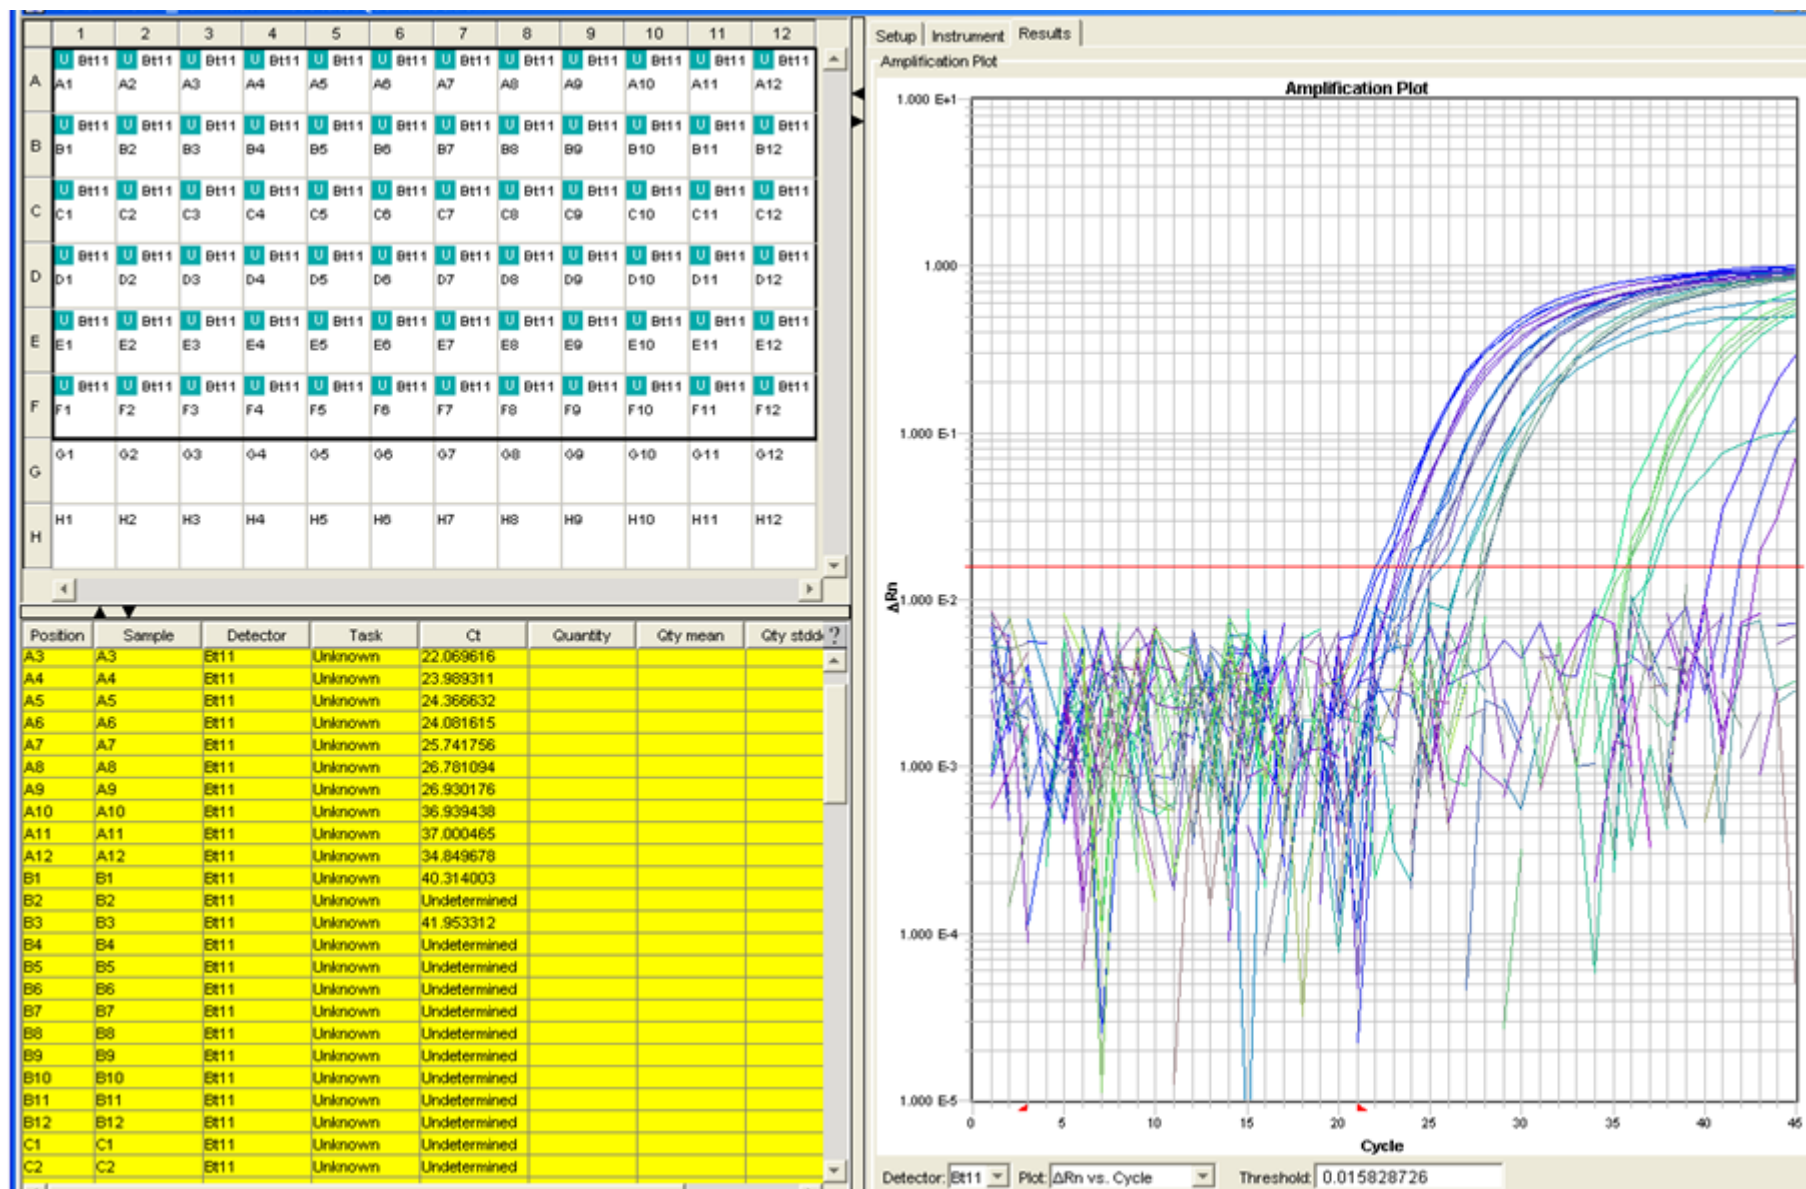 1 2 3 4 5 6 7 8 9 10 11 12
U Bt11 U Bt11 U Bt11 U Bt11 U Bt11 U Bt11 U Bt11 U Bt11 U Bt11 U Bt11 U Bt11 U Bt11
A A1 A2 A3 A4 A5 A6 A7 A8 A9 A10 A11 A12
U Bt11 U Bt11 U Bt11 U Bt11 U Bt11 U Bt11 U Bt11 U Bt11 U Bt11 U Bt11 U Bt11 U Bt11
B B1 B2 B3 B4 B5 B6 B7 B8 B9 B10 B11 B12
U Bt11 U Bt11 U Bt11 U Bt11 U Bt11 U Bt11 U Bt11 U Bt11 U Bt11 U Bt11 U Bt11 U Bt11
C C1 C2 C3 C4 C5 C6 C7 C8 C9 C10 C11 C12
U Bt11 U Bt11 U Bt11 U Bt11 U Bt11 U Bt11 U Bt11 U Bt11 U Bt11 U Bt11 U Bt11 U Bt11
D D1 D2 D3 D4 D5 D6 D7 D8 D9 D10 D11 D12
U Bt11 U Bt11 U Bt11 U Bt11 U Bt11 U Bt11 U Bt11 U Bt11 U Bt11 U Bt11 U Bt11 U Bt11
E E1 E2 E3 E4 E5 E6 E7 E8 E9 E10 E11 E12
U Bt11 U Bt11 U Bt11 U Bt11 U Bt11 U Bt11 U Bt11 U Bt11 U Bt11 U Bt11 U Bt11 U Bt11
F F1 F2 F3 F4 F5 F6 F7 F8 F9 F10 F11 F12
G G1 G2 G3 G4 G5 G6 G7 G8 G9 G10 G11 G12
H H1 H2 H3 H4 H5 H6 H7 H8 H9 H10 H11 H12
Position Sample Detector Task Ct Quantity Qty mean Qty stdd ?
A3 A3 Bt11 Unknown 22.069616
A4 A4 Bt11 Unknown 23.989311
A5 A5 Bt11 Unknown 24.366632
A6 A6 Bt11 Unknown 24.081615
A7 A7 Bt11 Unknown 25.741756
A8 A8 Bt11 Unknown 26.781094
A9 A9 Bt11 Unknown 26.930176
A10 A10 Bt11 Unknown 36.939438
A11 A11 Bt11 Unknown 37.000465
A12 A12 Bt11 Unknown 34.849678
B1 B1 Bt11 Unknown 40.314003
B2 B2 Bt11 Unknown Undetermined
B3 B3 Bt11 Unknown 41.953312
B4 B4 Bt11 Unknown Undetermined
B5 B5 Bt11 Unknown Undetermined
B6 B6 Bt11 Unknown Undetermined
B7 B7 Bt11 Unknown Undetermined
B8 B8 Bt11 Unknown Undetermined
B9 B9 Bt11 Unknown Undetermined
B10 B10 Bt11 Unknown Undetermined
B11 B11 Bt11 Unknown Undetermined
B12 B12 Bt11 Unknown Undetermined
C1 C1 Bt11 Unknown Undetermined
C2 C2 Bt11 Unknown Undetermined
Setup Instrument Results
Amplification Plot
Amplification Plot
1.000 E+1
1.000
1.000 E-1
1.000 E-2
1.000 E-3
1.000 E-4
1.000 E-5
ΔRn
0 5 10 15 20 25 30 35 40 45
Cycle
Detector: Bt11 Plot: ΔRn vs. Cycle Threshold: 0.015828726